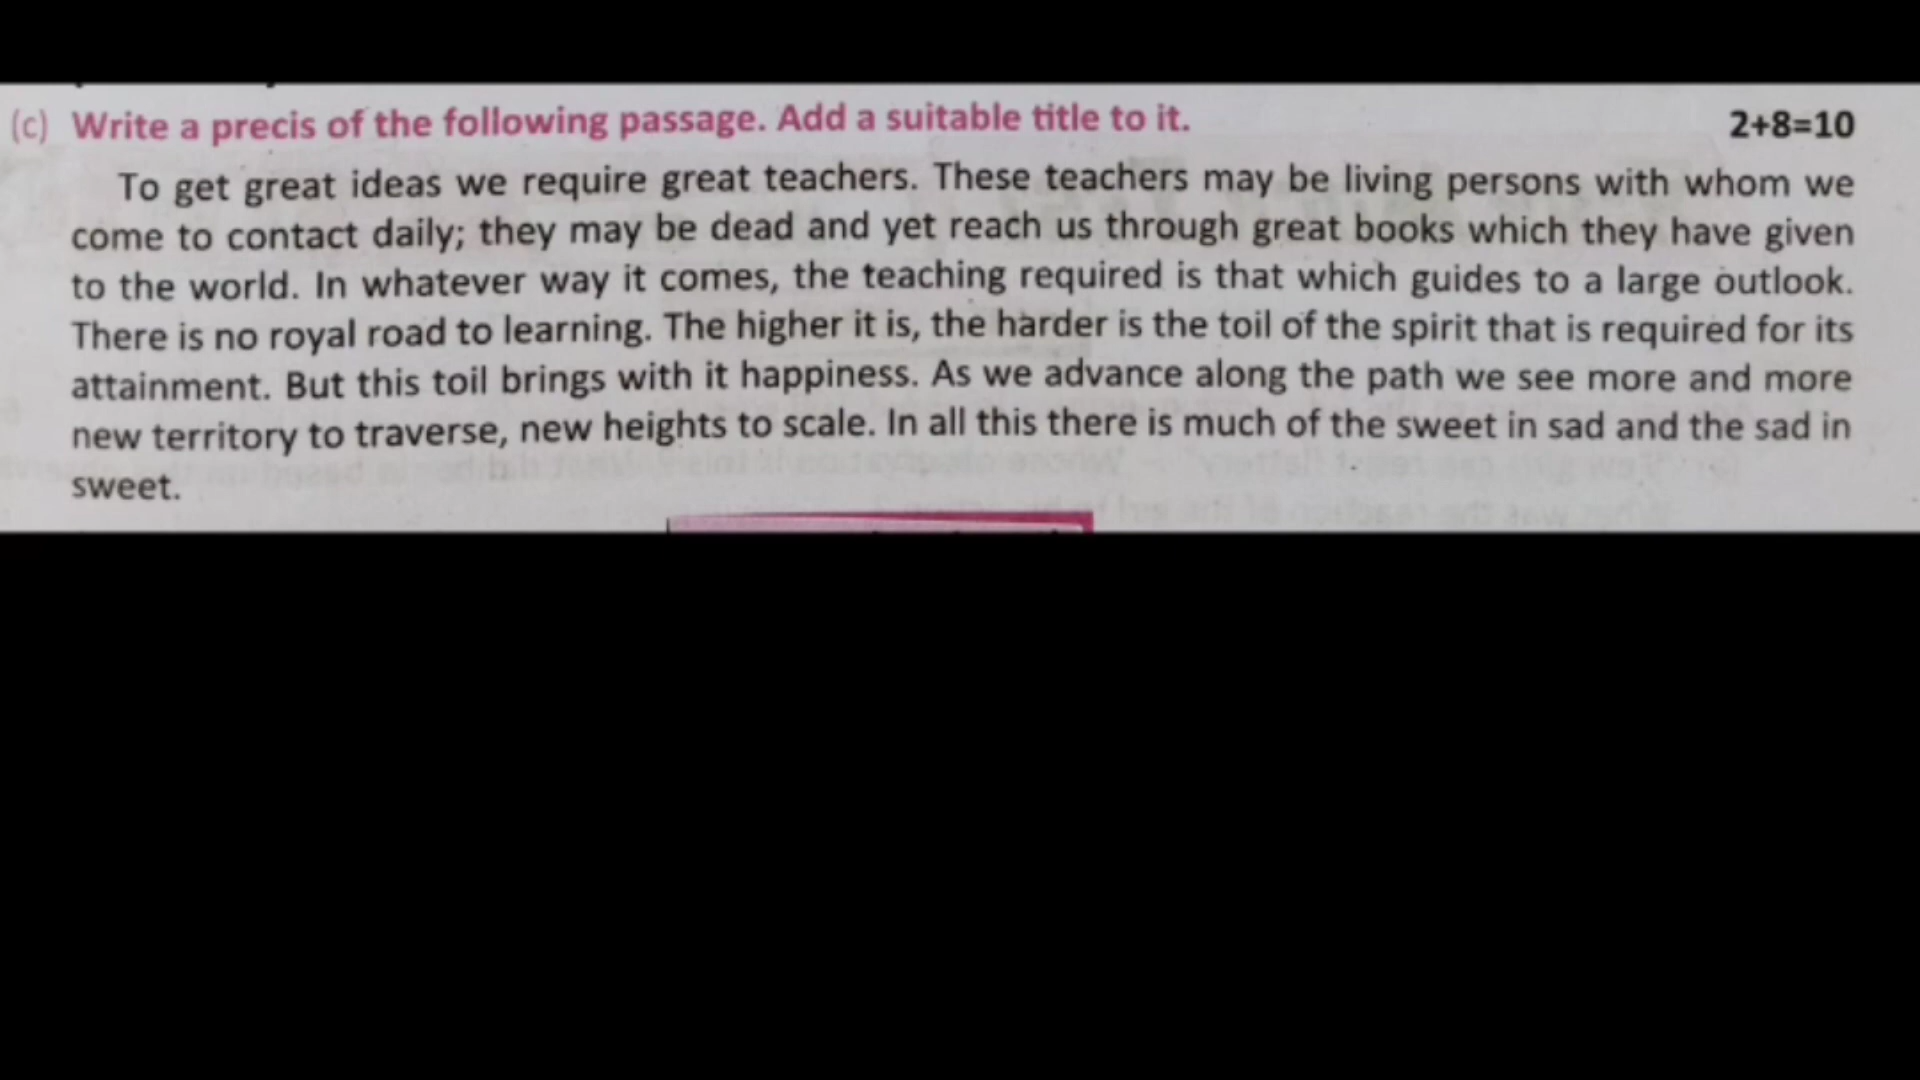 (c) Write a precis of the following passage. Add a suitable title to it. 2+8=10
To get great ideas we require great teachers. These teachers may be living persons with whom we
come to contact daily; they may be dead and yet reach us through great books which they have given
to the world. In whatever way it comes, the teaching required is that which guides to a large outlook.
There is no royal road to learning. The higher it is, the harder is the toil of the spirit that is required for its
attainment. But this toil brings with it happiness. As we advance along the path we see more and more
new territory to traverse, new heights to scale. In all this there is much of the sweet in sad and the sad in
sweet.